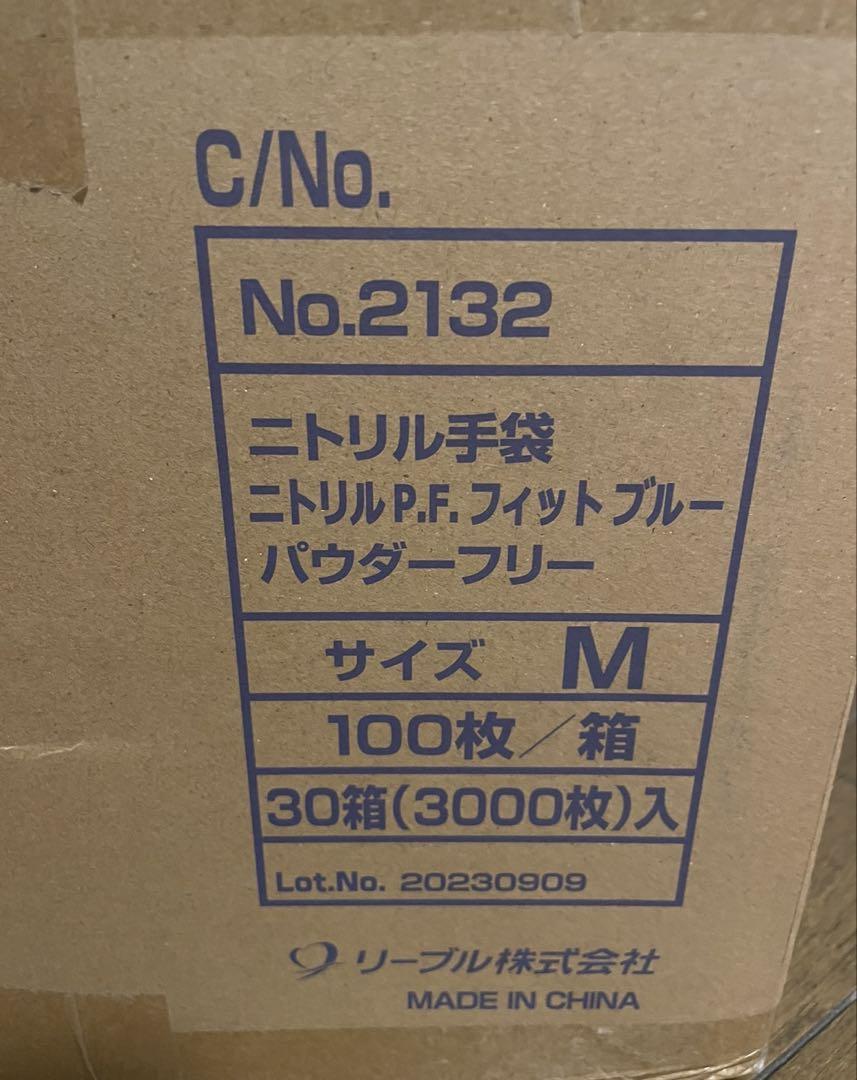 C/No.
No.2132
ニトリル手袋
ニトリルP.F.フィットブルー
パウダーフリー
サイズ M
100枚/箱
30箱(3000枚)入
Lot.No. 20230909
リーブル株式会社
MADE IN CHINA